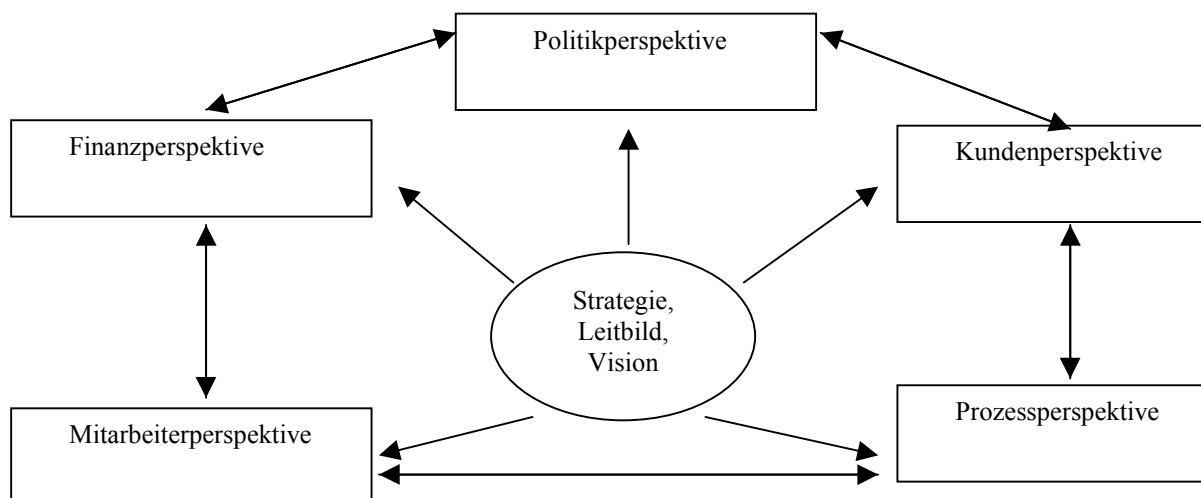 Politikperspektive
Finanzperspektive
Kundenperspektive
Strategie,
Leitbild,
Vision
Mitarbeiterperspektive
Prozessperspektive